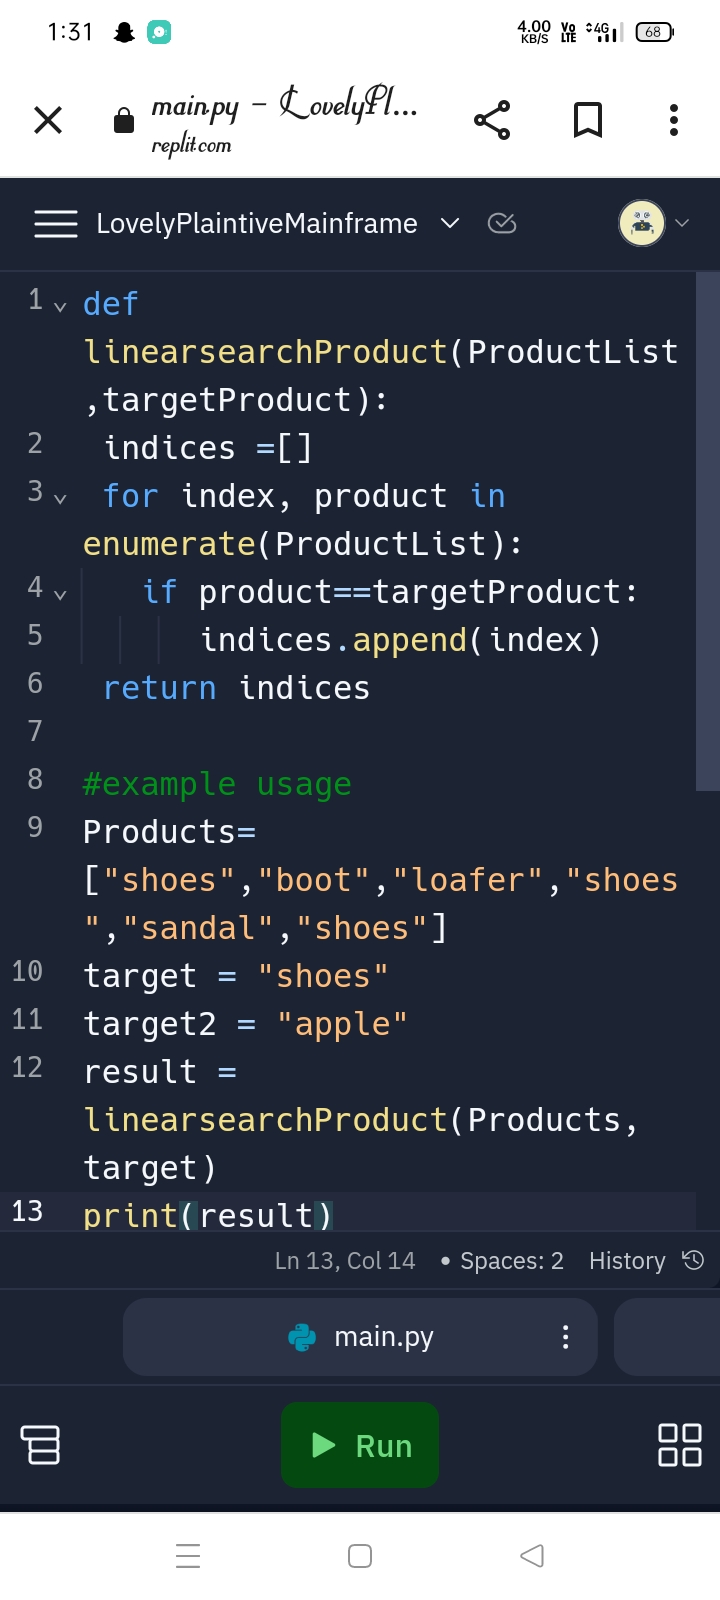 1:31 4.00 KB/S Vo LTE 4G 68
main.py – LovelyPl...
replit.com
LovelyPlaintiveMainframe
1 def
linearsearchProduct(ProductList
,targetProduct):
2 indices =[]
3 for index, product in
enumerate(ProductList):
4 if product==targetProduct:
5 indices.append(index)
6 return indices
7
8 #example usage
9 Products=
["shoes","boot","loafer","shoes
","sandal","shoes"]
10 target = "shoes"
11 target2 = "apple"
12 result =
linearsearchProduct(Products,
target)
13 print(result)
Ln 13, Col 14 • Spaces: 2 History
main.py
Run